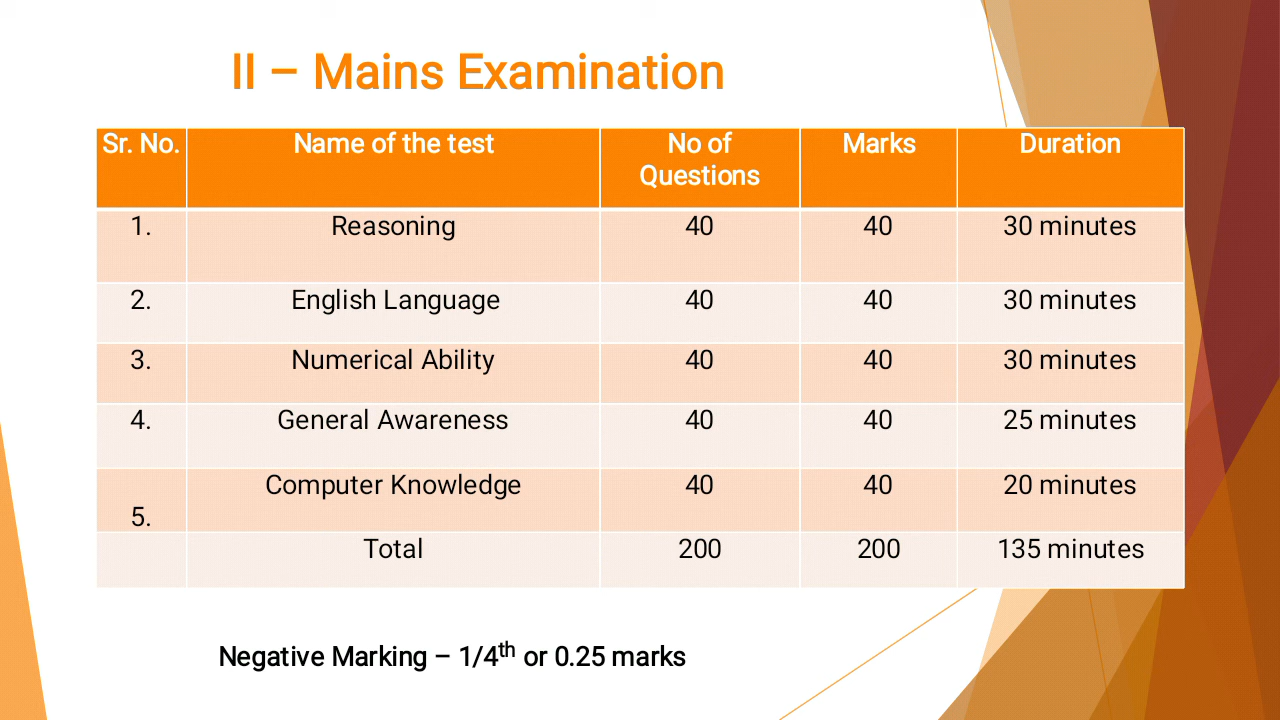 II – Mains Examination
Sr. No. Name of the test No of Questions Marks Duration
1. Reasoning 40 40 30 minutes
2. English Language 40 40 30 minutes
3. Numerical Ability 40 40 30 minutes
4. General Awareness 40 40 25 minutes
5. Computer Knowledge 40 40 20 minutes
Total 200 200 135 minutes
Negative Marking – 1/4th or 0.25 marks